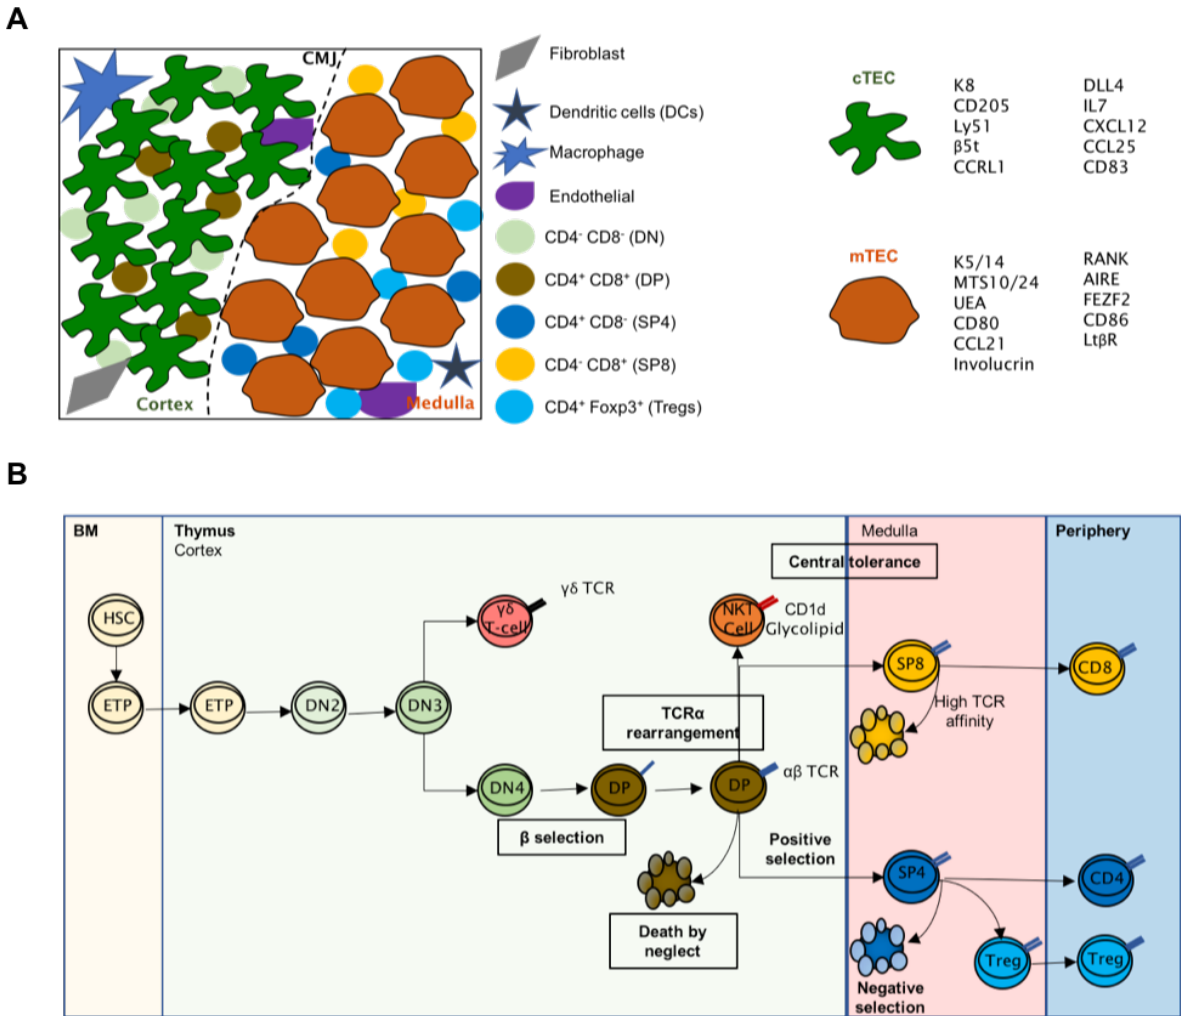 A
CMJ
Cortex
Medulla
Fibroblast
Dendritic cells (DCs)
Macrophage
Endothelial
CD4⁻ CD8⁻ (DN)
CD4⁺ CD8⁺ (DP)
CD4⁺ CD8⁻ (SP4)
CD4⁻ CD8⁺ (SP8)
CD4⁺ Foxp3⁺ (Tregs)
cTEC
K8
CD205
Ly51
β5t
CCRL1
DLL4
IL7
CXCL12
CCL25
CD83
mTEC
K5/14
MTS10/24
UEA
CD80
CCL21
Involucrin
RANK
AIRE
FEZF2
CD86
LtβR
B
BM
Thymus
Cortex
Medulla
Periphery
Central tolerance
HSC
ETP
ETP
DN2
DN3
γδ
T-cell
γδ TCR
NKT
Cell
CD1d
Glycolipid
SP8
CD8
High TCR
affinity
TCRα
rearrangement
DN4
DP
DP
αβ TCR
β selection
Positive
selection
Death by
neglect
SP4
CD4
Treg
Treg
Negative
selection